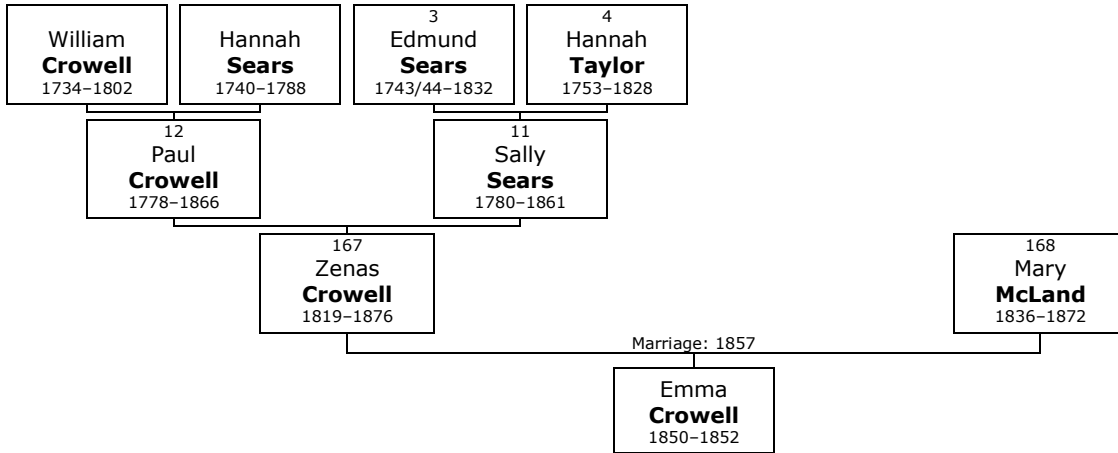 William
Crowell
1734–1802
Hannah
Sears
1740–1788
3
Edmund
Sears
1743/44–1832
4
Hannah
Taylor
1753–1828
12
Paul
Crowell
1778–1866
11
Sally
Sears
1780–1861
167
Zenas
Crowell
1819–1876
168
Mary
McLand
1836–1872
Marriage: 1857
Emma
Crowell
1850–1852